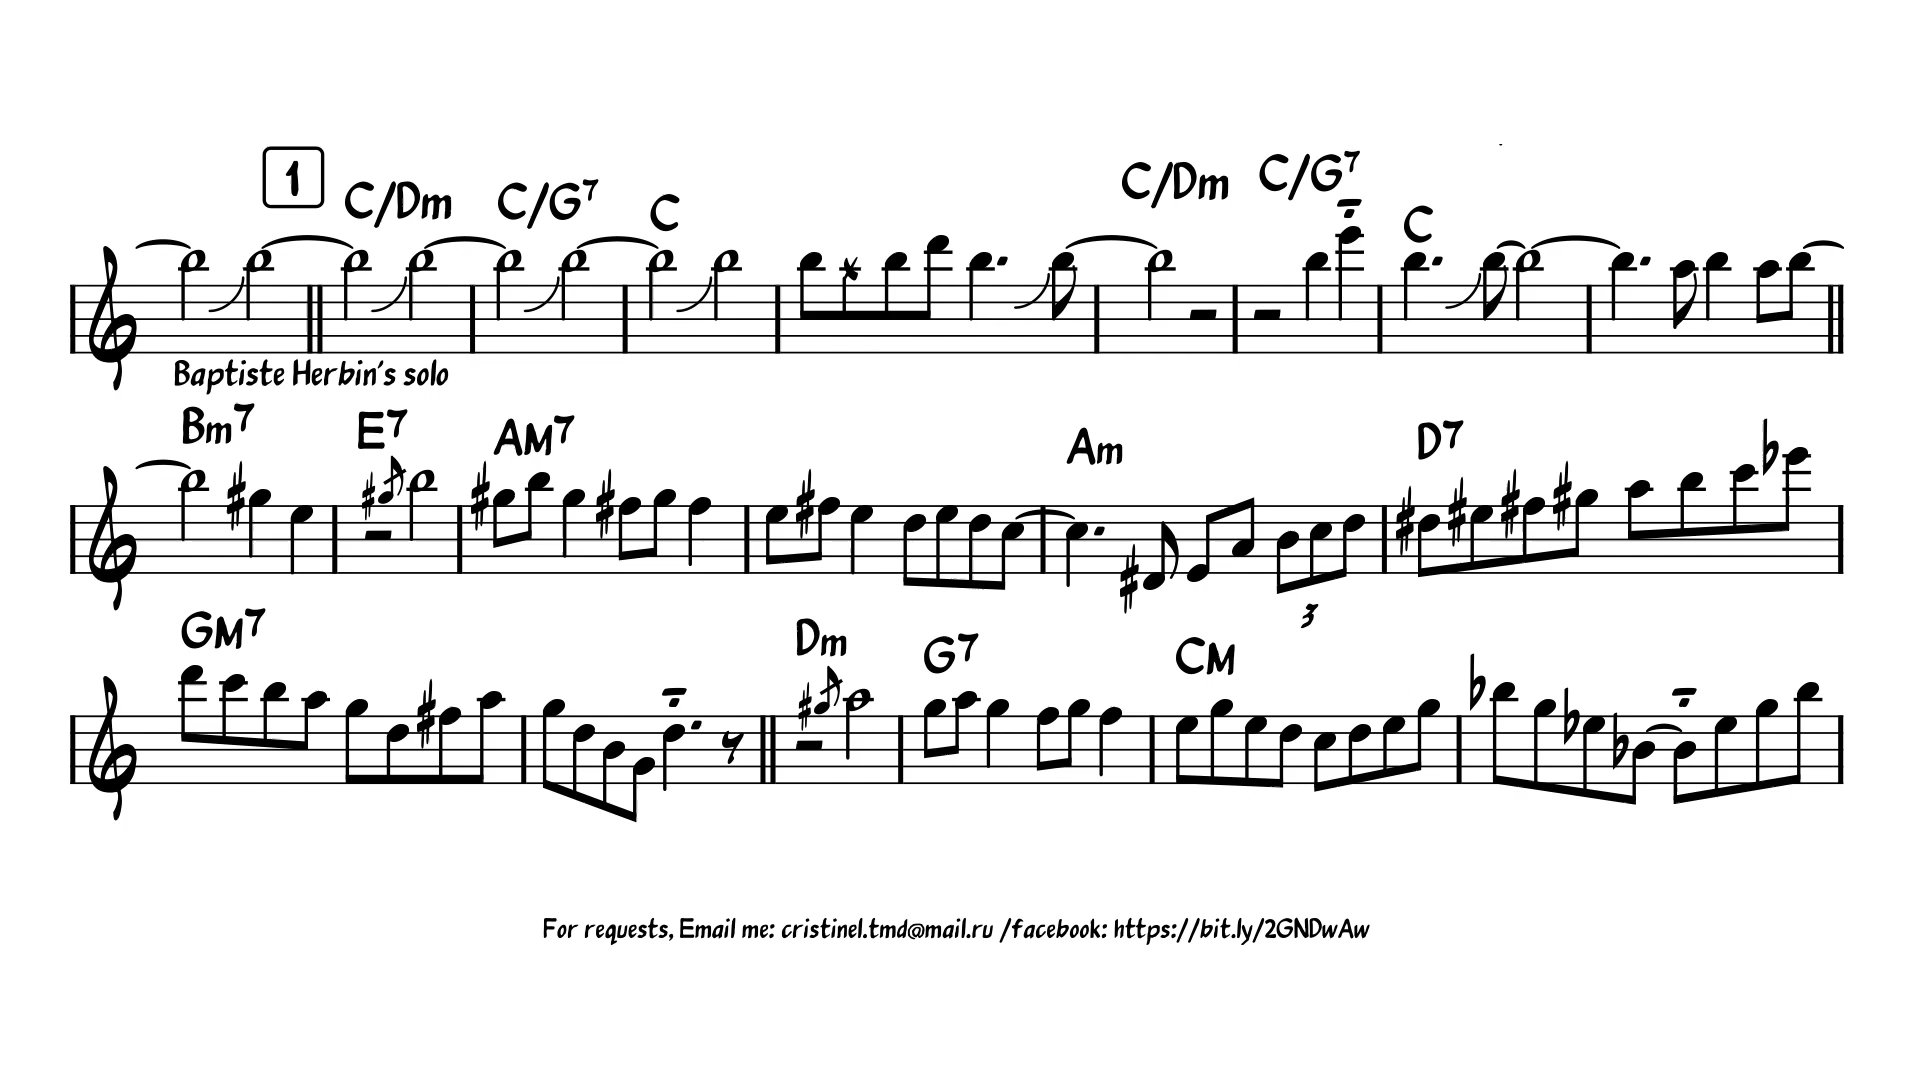 1
C/Dm C/G7 C C/Dm C/G7 C
Baptiste Herbin's solo
Bm7 E7 AM7 Am D7
3
GM7 Dm G7 CM
For requests, Email me: cristinel.tmd@mail.ru /facebook: https://bit.ly/2GNDwAw